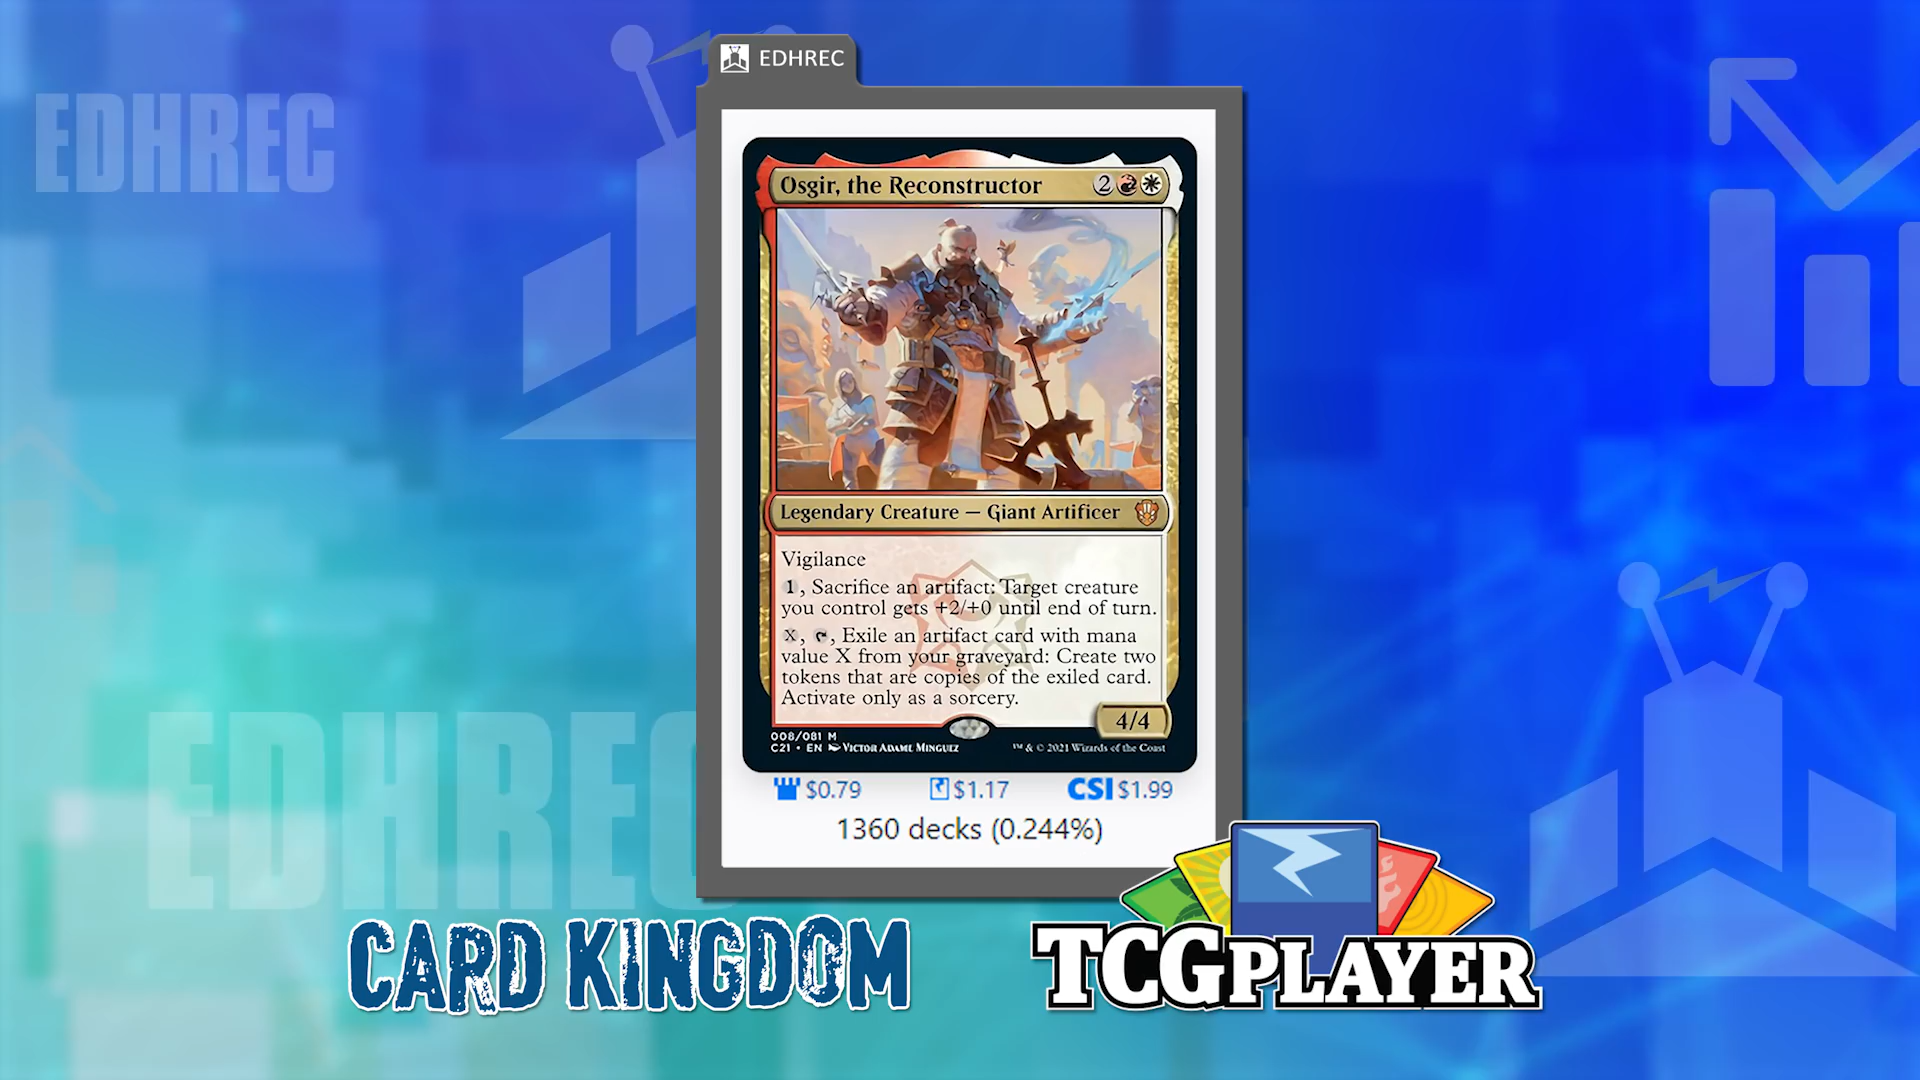 EDHREC
EDHREC
Osgir, the Reconstructor 2
Legendary Creature — Giant Artificer
Vigilance
1, Sacrifice an artifact: Target creature
you control gets +2/+0 until end of turn.
X, , Exile an artifact card with mana
value X from your graveyard: Create two
tokens that are copies of the exiled card.
Activate only as a sorcery.
4/4
008/081 M
C21 • EN Victor Adame Minguez
™ & © 2021 Wizards of the Coast
$0.79 $1.17 CSI $1.99
1360 decks (0.244%)
EDHREC
CARD KINGDOM
TCGPLAYER